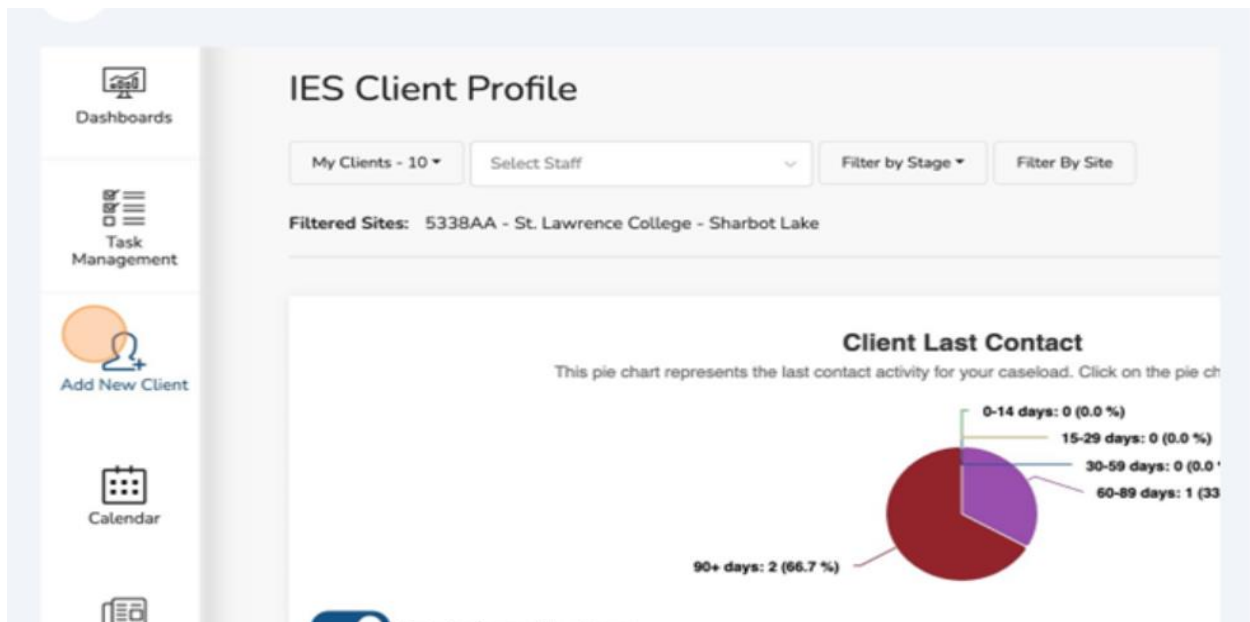 Dashboards
Task
Management
Add New Client
Calendar
IES Client Profile
My Clients - 10
Select Staff
Filter by Stage
Filter By Site
Filtered Sites: 5338AA - St. Lawrence College - Sharbot Lake
Client Last Contact
This pie chart represents the last contact activity for your caseload. Click on the pie ch
0-14 days: 0 (0.0 %)
15-29 days: 0 (0.0 %)
30-59 days: 0 (0.0
60-89 days: 1 (33
90+ days: 2 (66.7 %)